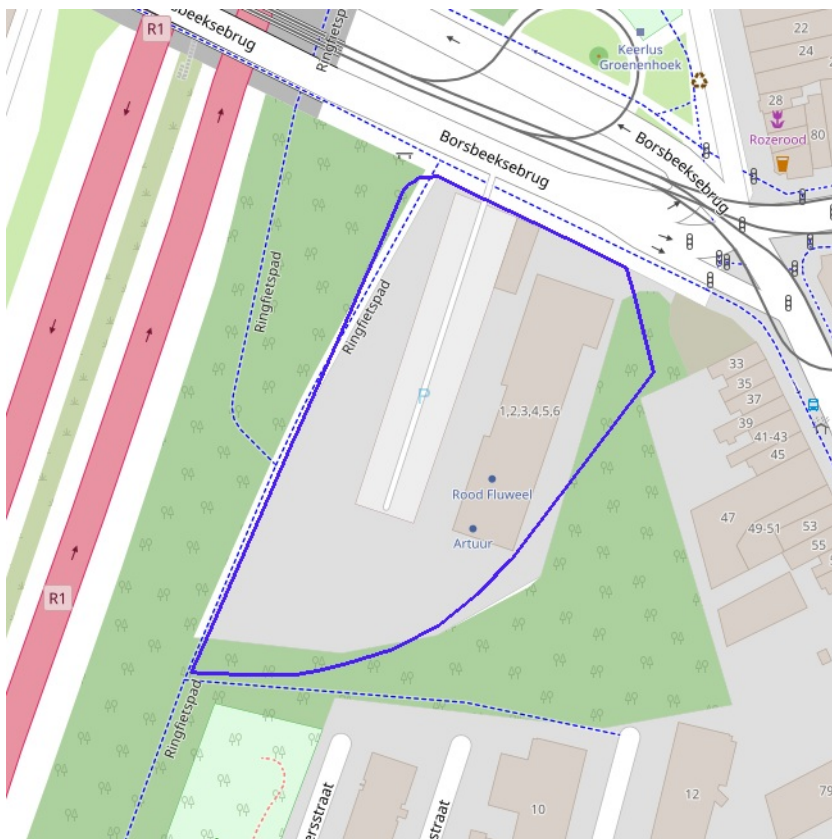 R1
Borsbeeksebrug
Ringfietspad
Keerlus
Groenenhoek
22
24
28
80
Rozerood
Borsbeeksebrug
Borsbeeksebrug
Ringfietspad
Ringfietspad
P
33
35
37
39
41-43
45
1,2,3,4,5,6
Rood Fluweel
Artuur
47
49-51
53
55
R1
Ringfietspad
ersstraat
straat
10
12
79